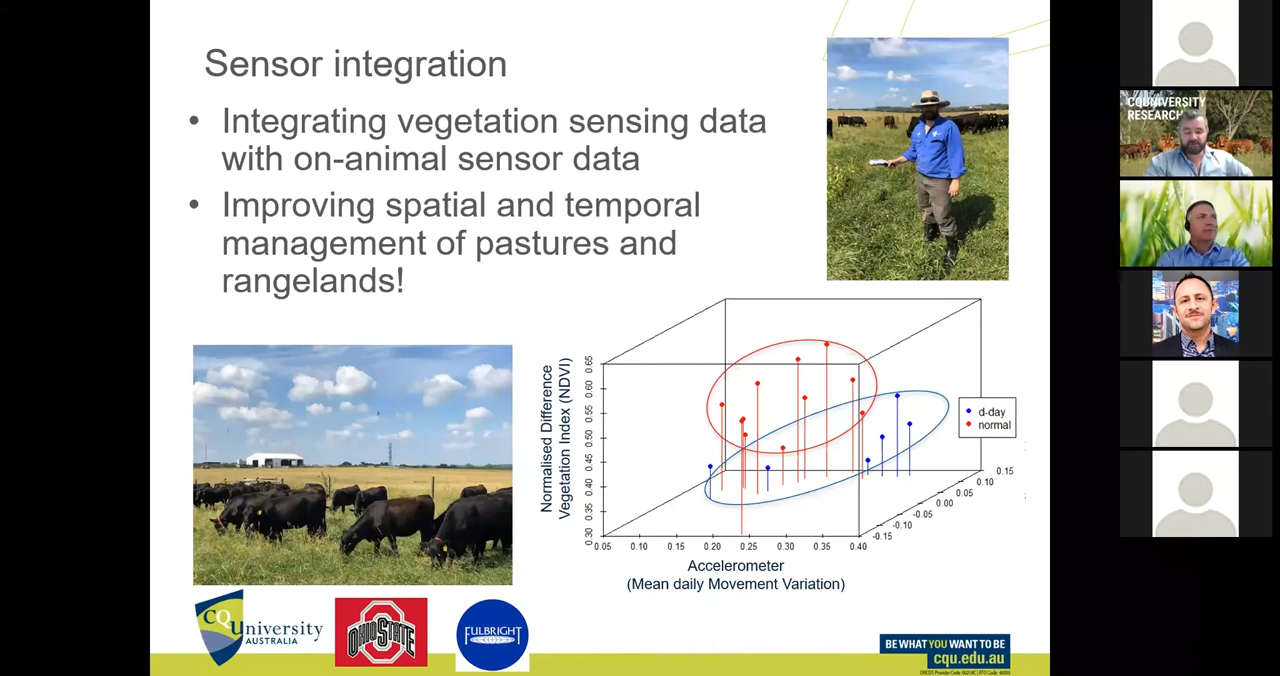 Sensor integration
• Integrating vegetation sensing data
with on-animal sensor data
• Improving spatial and temporal
management of pastures and
rangelands!
CQUNIVERSITY
RESEARCH
Normalised Difference
Vegetation Index (NDVI)
0.65
0.60
0.55
0.50
0.45
0.40
0.35
0.30
0.05 0.10 0.15 0.20 0.25 0.30 0.35 0.40
-0.15
-0.10
-0.05
0.00
0.05
0.10
0.15
d-day
normal
Accelerometer
(Mean daily Movement Variation)
CQUniversity
AUSTRALIA
OHIO STATE
FULBRIGHT
BE WHAT YOU WANT TO BE
cqu.edu.au